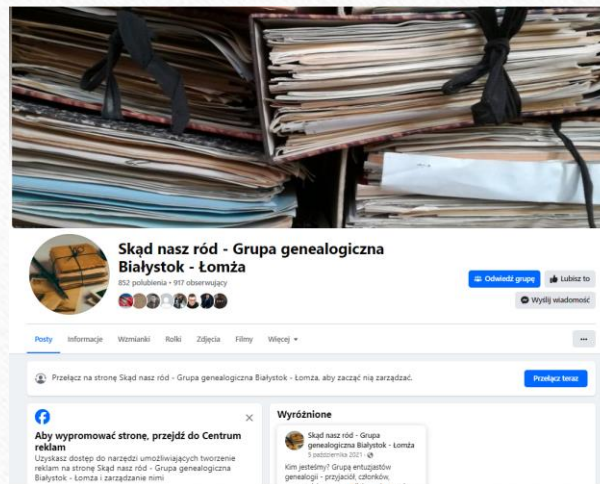 Skąd nasz ród - Grupa genealogiczna
Białystok - Łomża
852 polubienia • 917 obserwujący
Odwiedź grupę
Lubisz to
Wyślij wiadomość
Posty
Informacje
Wzmianki
Rolki
Zdjęcia
Filmy
Więcej
Przełącz na stronę Skąd nasz ród - Grupa genealogiczna Białystok - Łomża, aby zacząć nią zarządzać.
Przełącz teraz
Aby wypromować stronę, przejdź do Centrum
reklam
Uzyskasz dostęp do narzędzi umożliwiających tworzenie
reklam na stronę Skąd nasz ród - Grupa genealogiczna
Białystok - Łomża i zarządzanie nimi
Wyróżnione
Skąd nasz ród - Grupa
genealogiczna Białystok - Łomża
5 października 2021
Kim jesteśmy? Grupą entuzjastów
genealogii - przyjaciół, członków,